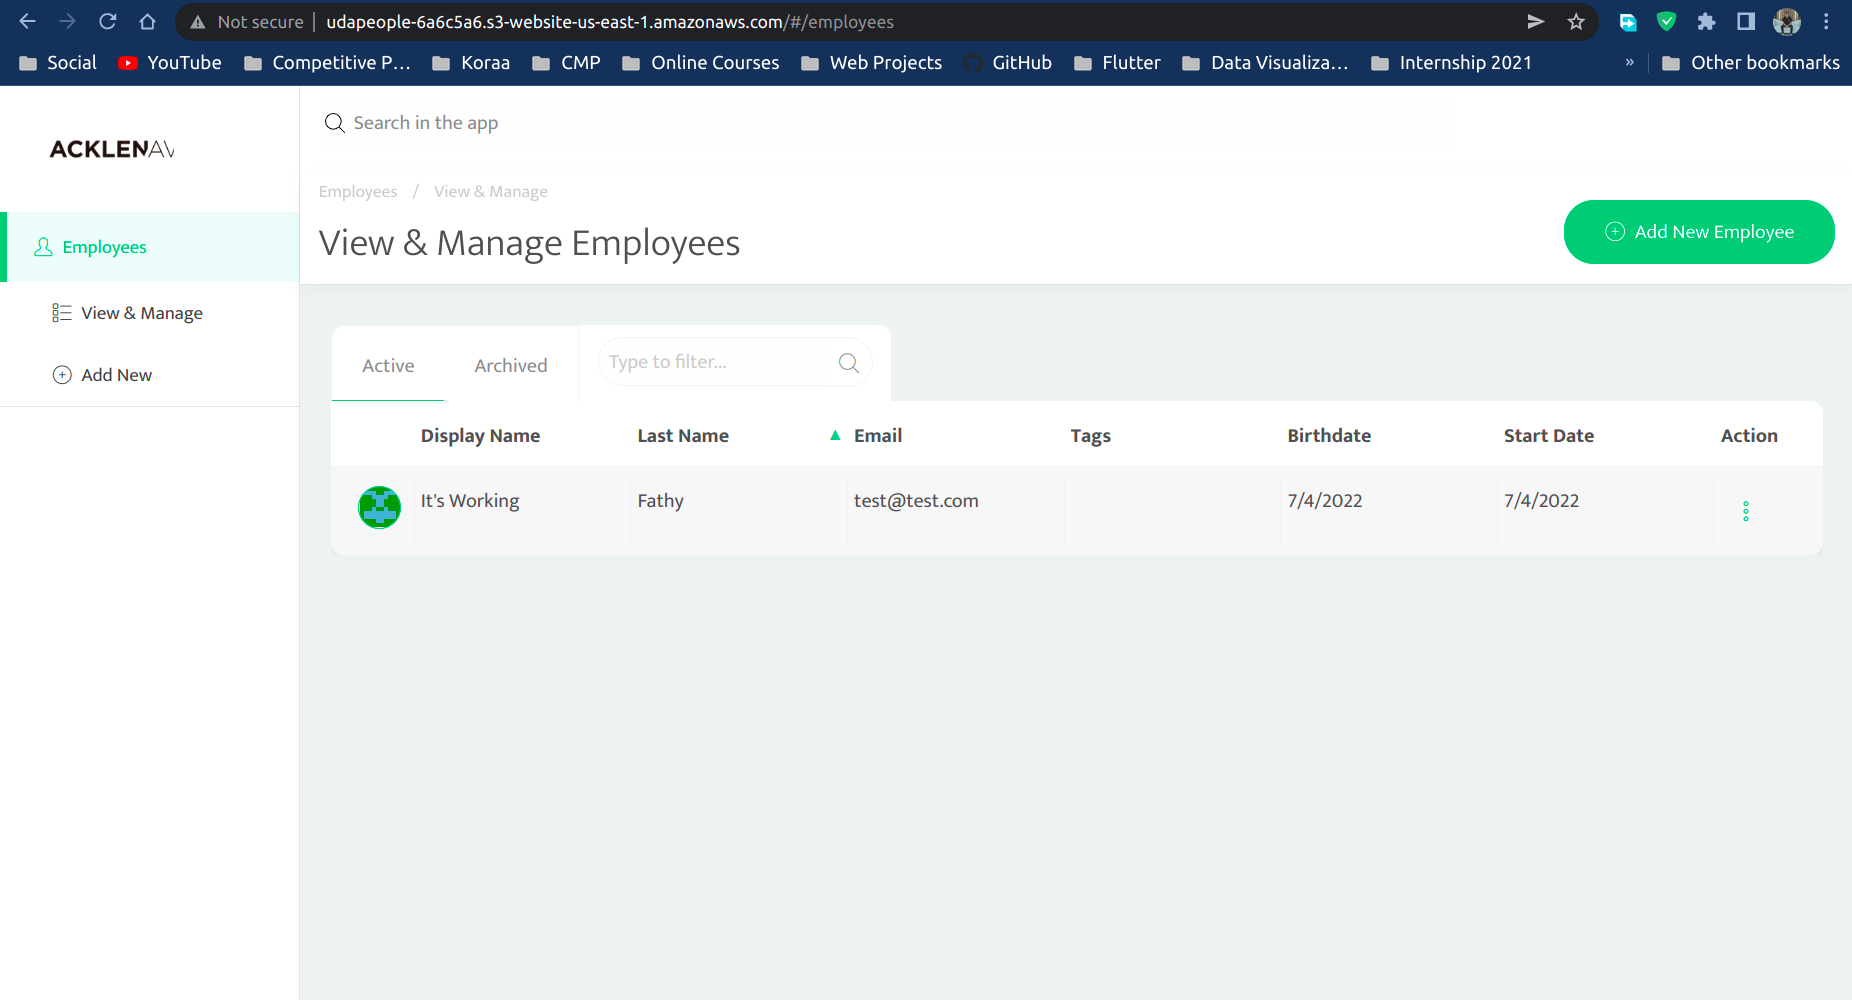 Not secure | udapeople-6a6c5a6.s3-website-us-east-1.amazonaws.com/#/employees
Social YouTube Competitive P... Koraa CMP Online Courses Web Projects GitHub Flutter Data Visualiza... Internship 2021 » Other bookmarks
Search in the app
ACKLENAV
Employees / View & Manage
View & Manage Employees
Add New Employee
Employees
View & Manage
Add New
Active Archived Type to filter...
Display Name Last Name ▲ Email Tags Birthdate Start Date Action
It's Working Fathy test@test.com 7/4/2022 7/4/2022